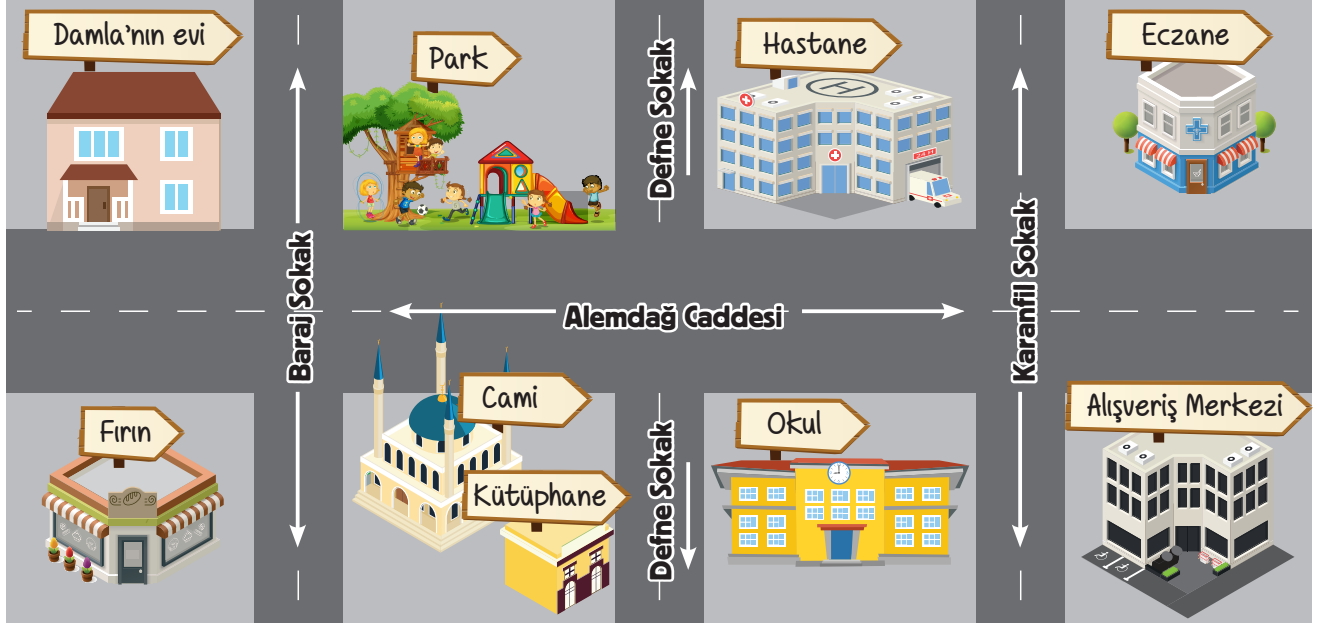 Damla'nın evi
Park
Defne Sokak
Hastane
H
Eczane
Baraj Sokak
Alemdağ Caddesi
Karanfil Sokak
Fırın
Cami
Kütüphane
Defne Sokak
Okul
Alışveriş Merkezi